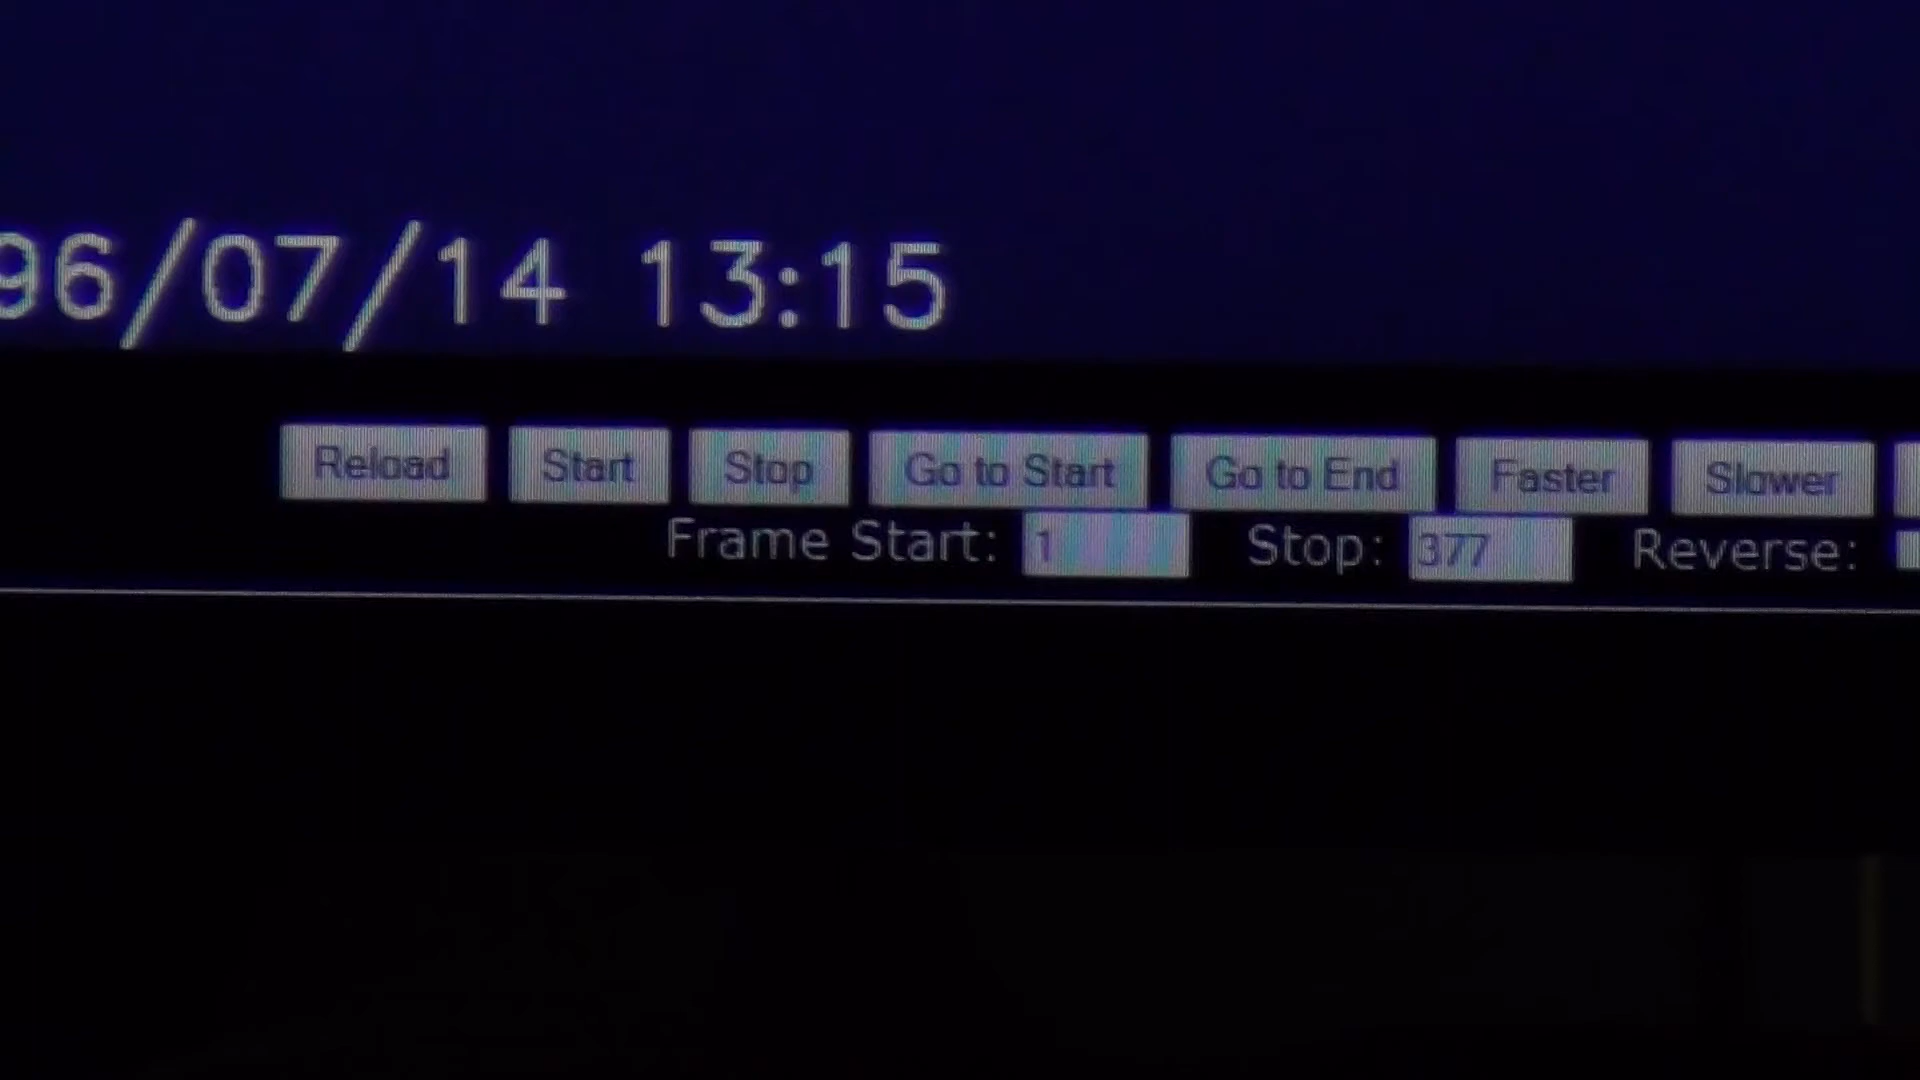 96/07/14 13:15
Reload Start Stop Go to Start Go to End Faster Slower
Frame Start: 1 Stop: 377 Reverse: